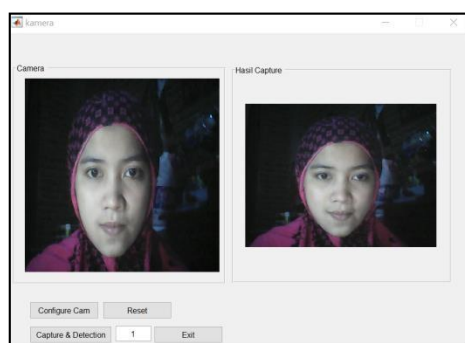 kamera
Camera
Hasil Capture
Configure Cam
Reset
Capture & Detection
1
Exit